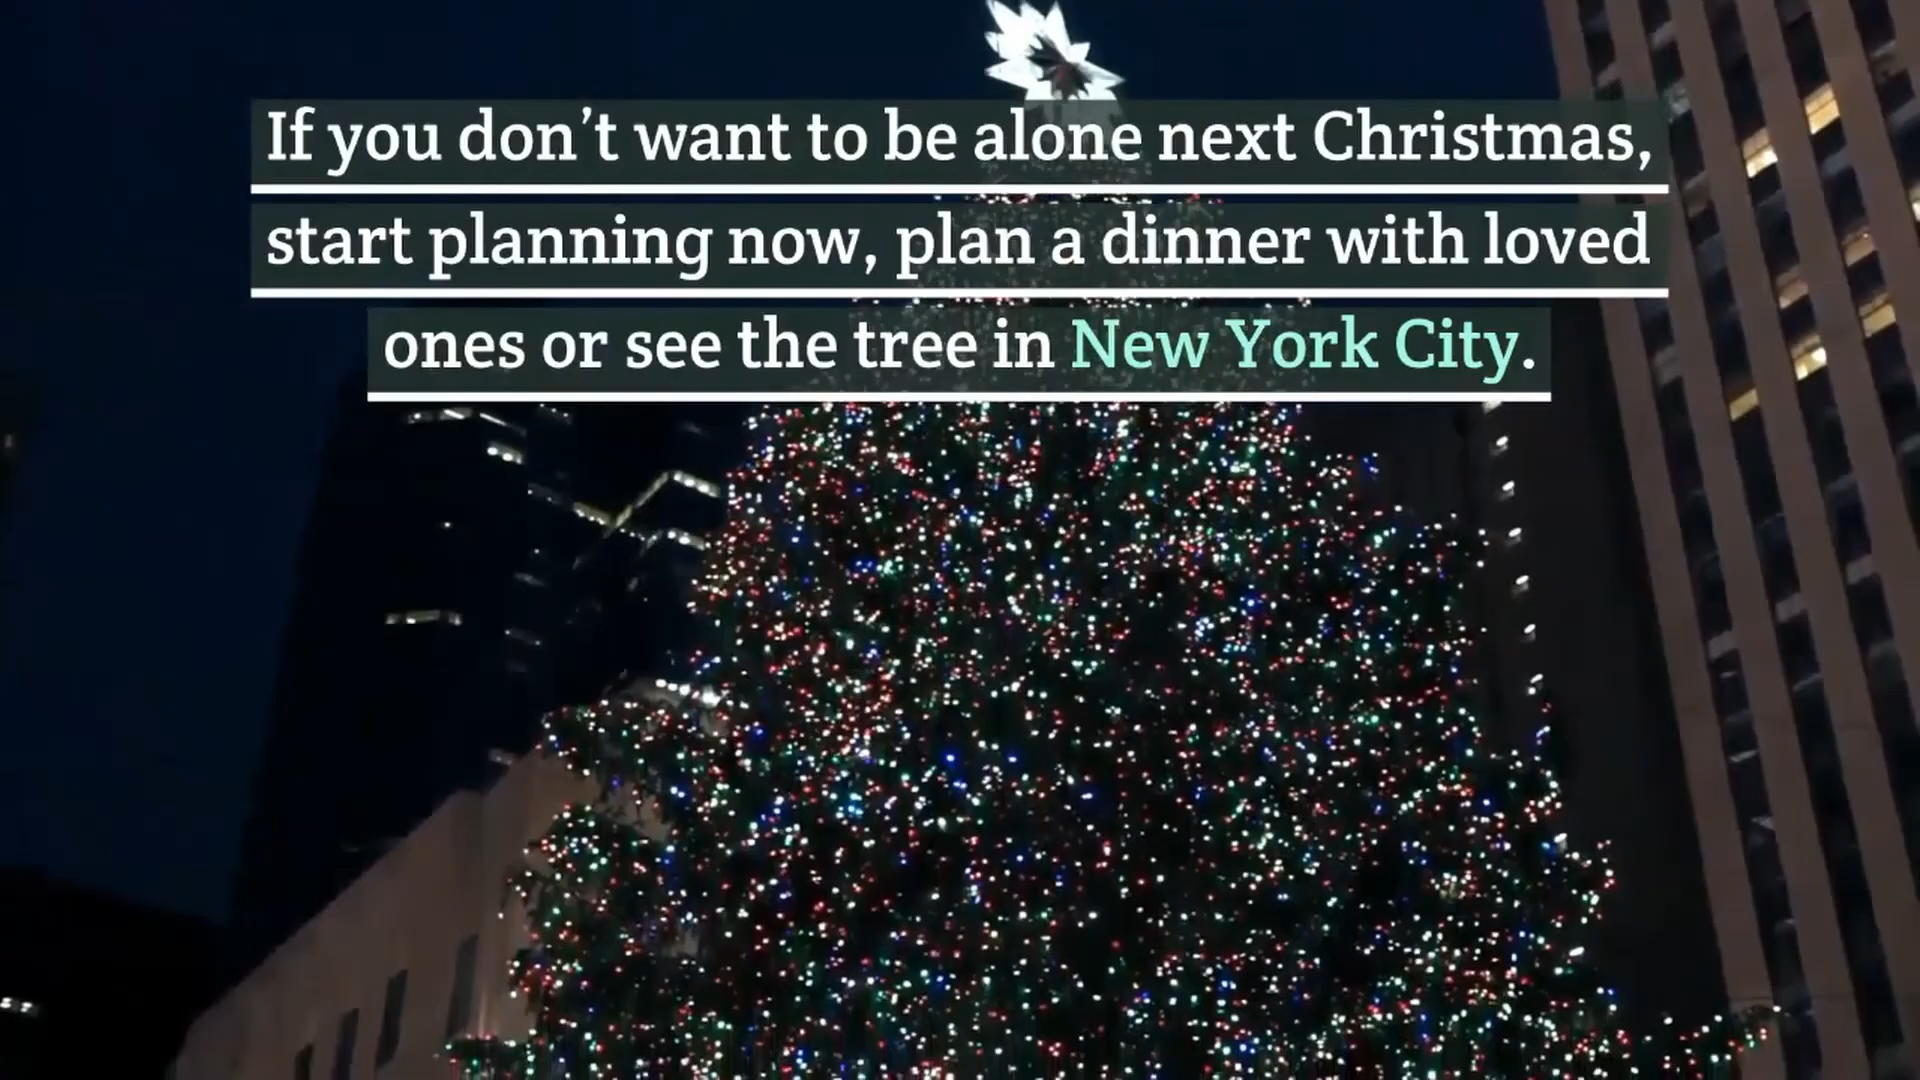 If you don’t want to be alone next Christmas,
start planning now, plan a dinner with loved
ones or see the tree in New York City.